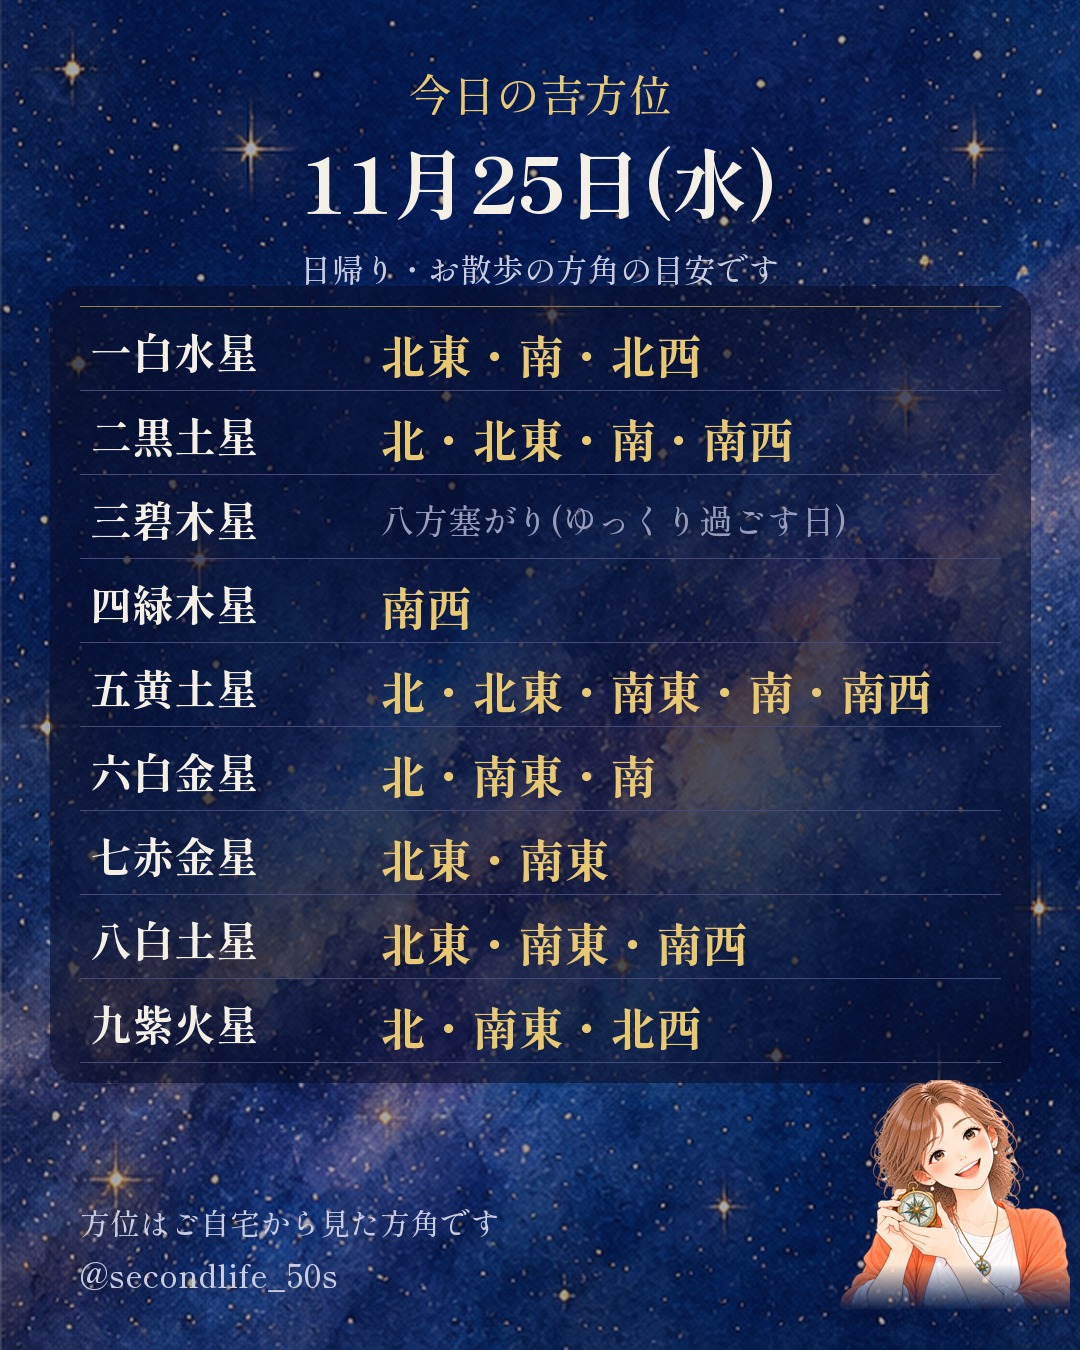 今日の吉方位
11月25日(水)
日帰り・お散歩の方角の目安です
一白水星 北東・南・北西
二黒土星 北・北東・南・南西
三碧木星 八方塞がり(ゆっくり過ごす日)
四緑木星 南西
五黄土星 北・北東・南東・南・南西
六白金星 北・南東・南
七赤金星 北東・南東
八白土星 北東・南東・南西
九紫火星 北・南東・北西
方位はご自宅から見た方角です
@secondlife_50s